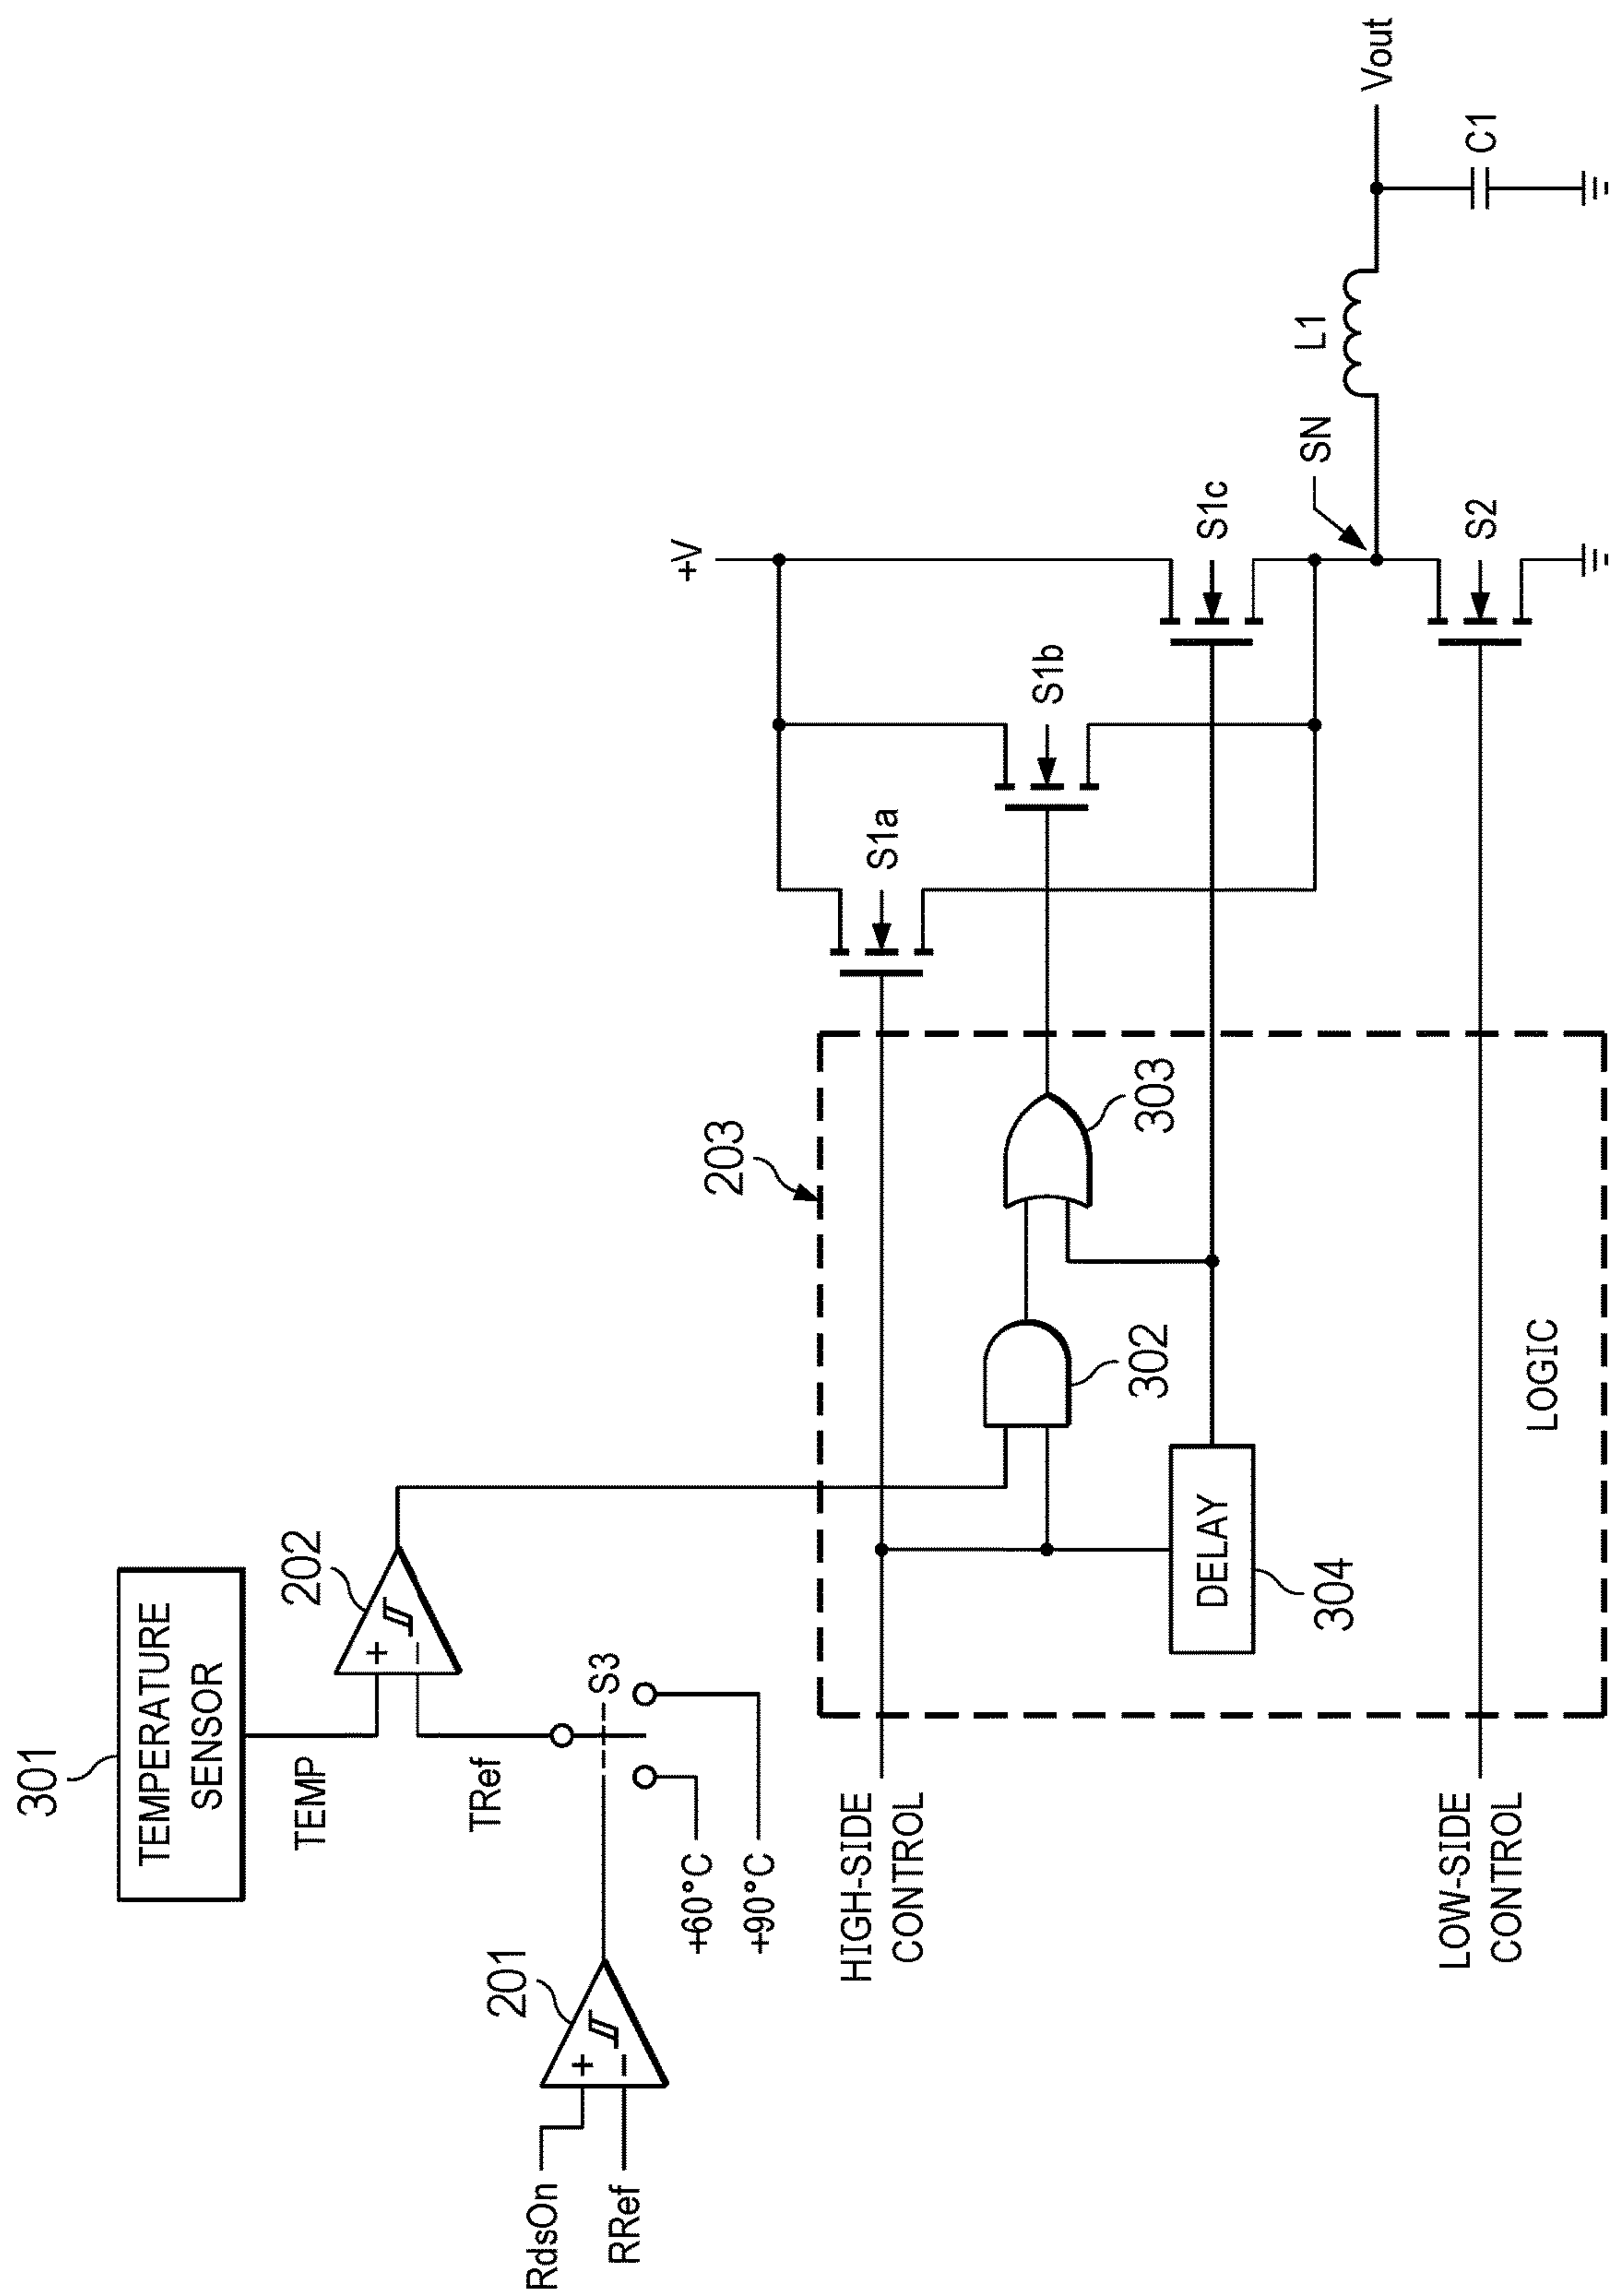 301
TEMPERATURE
SENSOR
TEMP
202
+
−
TRef
S3
201
+
−
RdsOn
RRef
+60°C
+90°C
HIGH-SIDE
CONTROL
LOW-SIDE
CONTROL
203
302
303
DELAY
304
LOGIC
+V
S1a
S1b
S1c
S2
SN
L1
C1
Vout